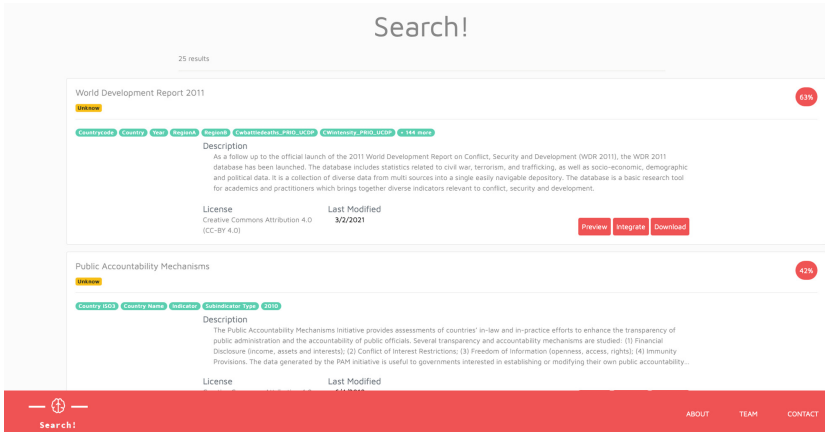 Search!
25 results
World Development Report 2011
Unknow
63%
Countrycode Country Year RegionA RegionB Cwbattledeaths_PRIO_UCDP CWintensity_PRIO_UCDP + 144 more
Description
As a follow up to the official launch of the 2011 World Development Report on Conflict, Security and Development (WDR 2011), the WDR 2011
database has been launched. The database includes statistics related to civil war, terrorism, and trafficking, as well as socio-economic, demographic
and political data. It is a collection of diverse data from multi sources into a single easily navigable depository. The database is a basic research tool
for academics and practitioners which brings together diverse indicators relevant to conflict, security and development.
License Last Modified
Creative Commons Attribution 4.0 3/2/2021
(CC-BY 4.0)
Preview Integrate Download
Public Accountability Mechanisms
Unknow
42%
Country ISO3 Country Name Indicator Subindicator Type 2010
Description
The Public Accountability Mechanisms Initiative provides assessments of countries' in-law and in-practice efforts to enhance the transparency of
public administration and the accountability of public officials. Several transparency and accountability mechanisms are studied: (1) Financial
Disclosure (income, assets and interests); (2) Conflict of Interest Restrictions; (3) Freedom of Information (openness, access, rights); (4) Immunity
Provisions. The data generated by the PAM initiative is useful to governments interested in establishing or modifying their own public accountability...
License Last Modified
Search!
ABOUT TEAM CONTACT